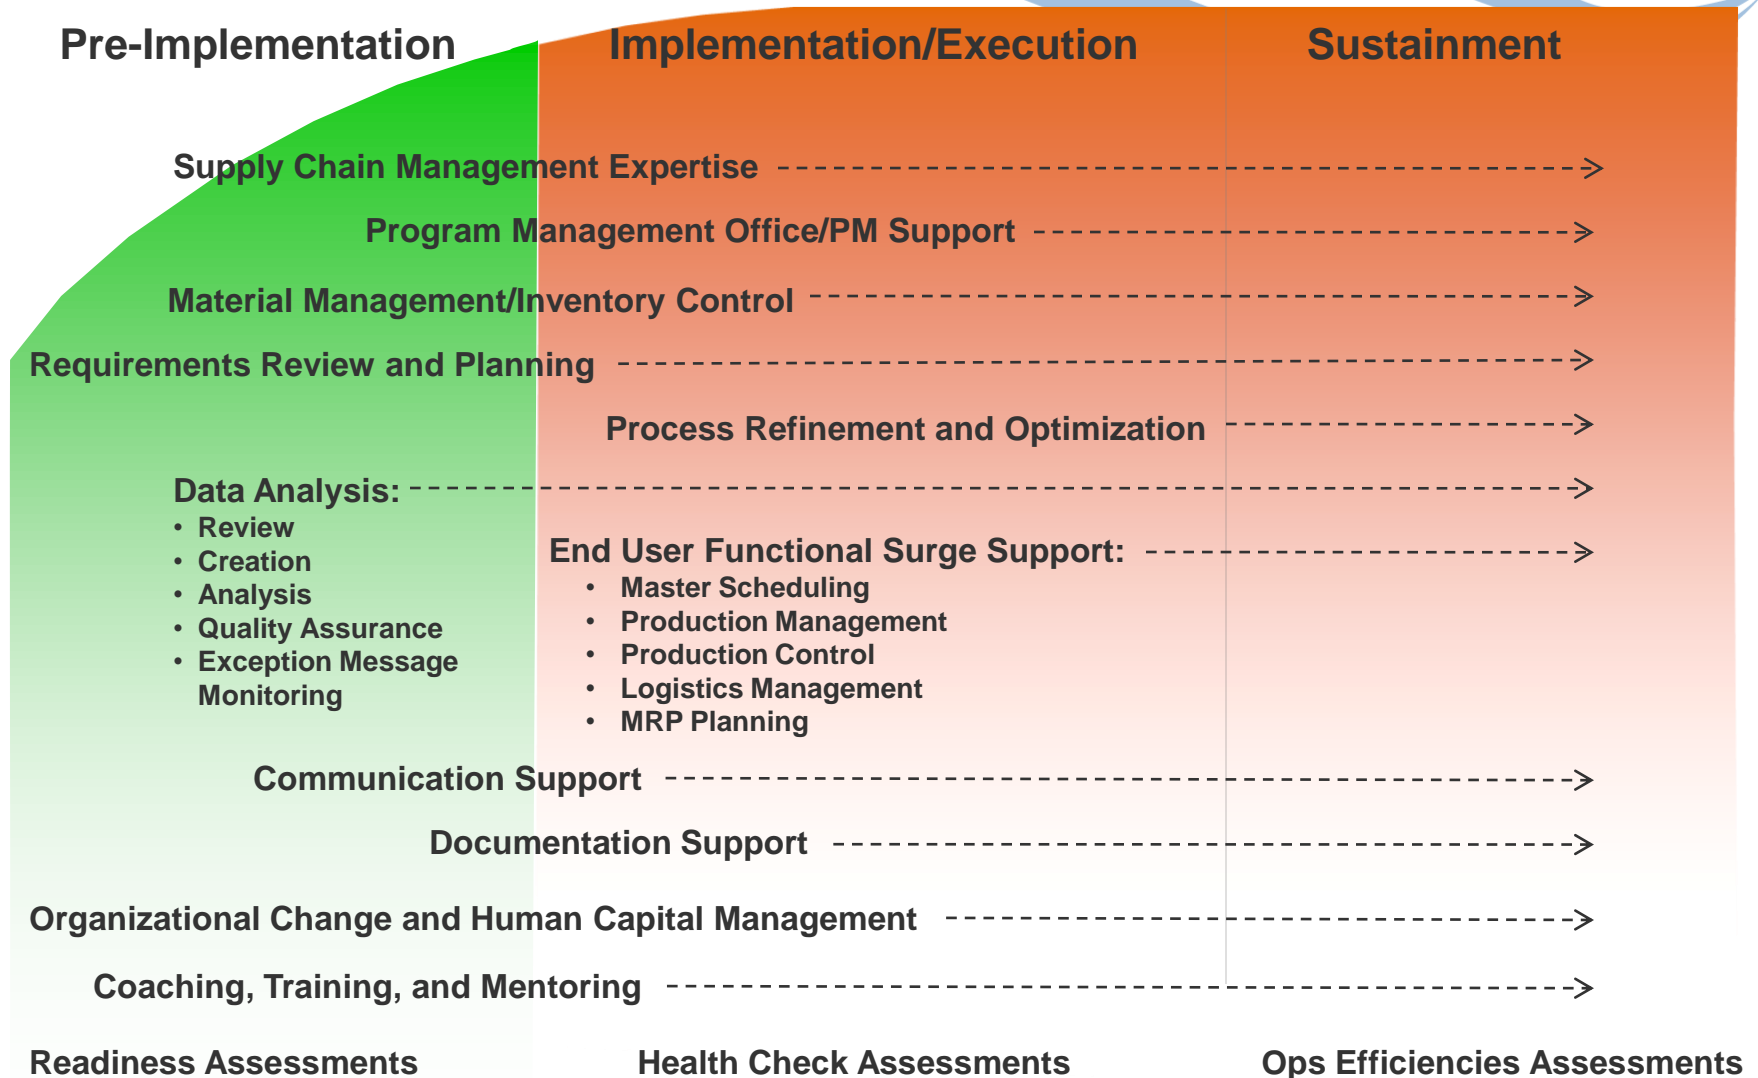 Pre-Implementation
Implementation/Execution
Sustainment
Supply Chain Management Expertise
Program Management Office/PM Support
Material Management/Inventory Control
Requirements Review and Planning
Process Refinement and Optimization
Data Analysis:
• Review
• Creation
• Analysis
• Quality Assurance
• Exception Message
Monitoring
End User Functional Surge Support:
• Master Scheduling
• Production Management
• Production Control
• Logistics Management
• MRP Planning
Communication Support
Documentation Support
Organizational Change and Human Capital Management
Coaching, Training, and Mentoring
Readiness Assessments
Health Check Assessments
Ops Efficiencies Assessments